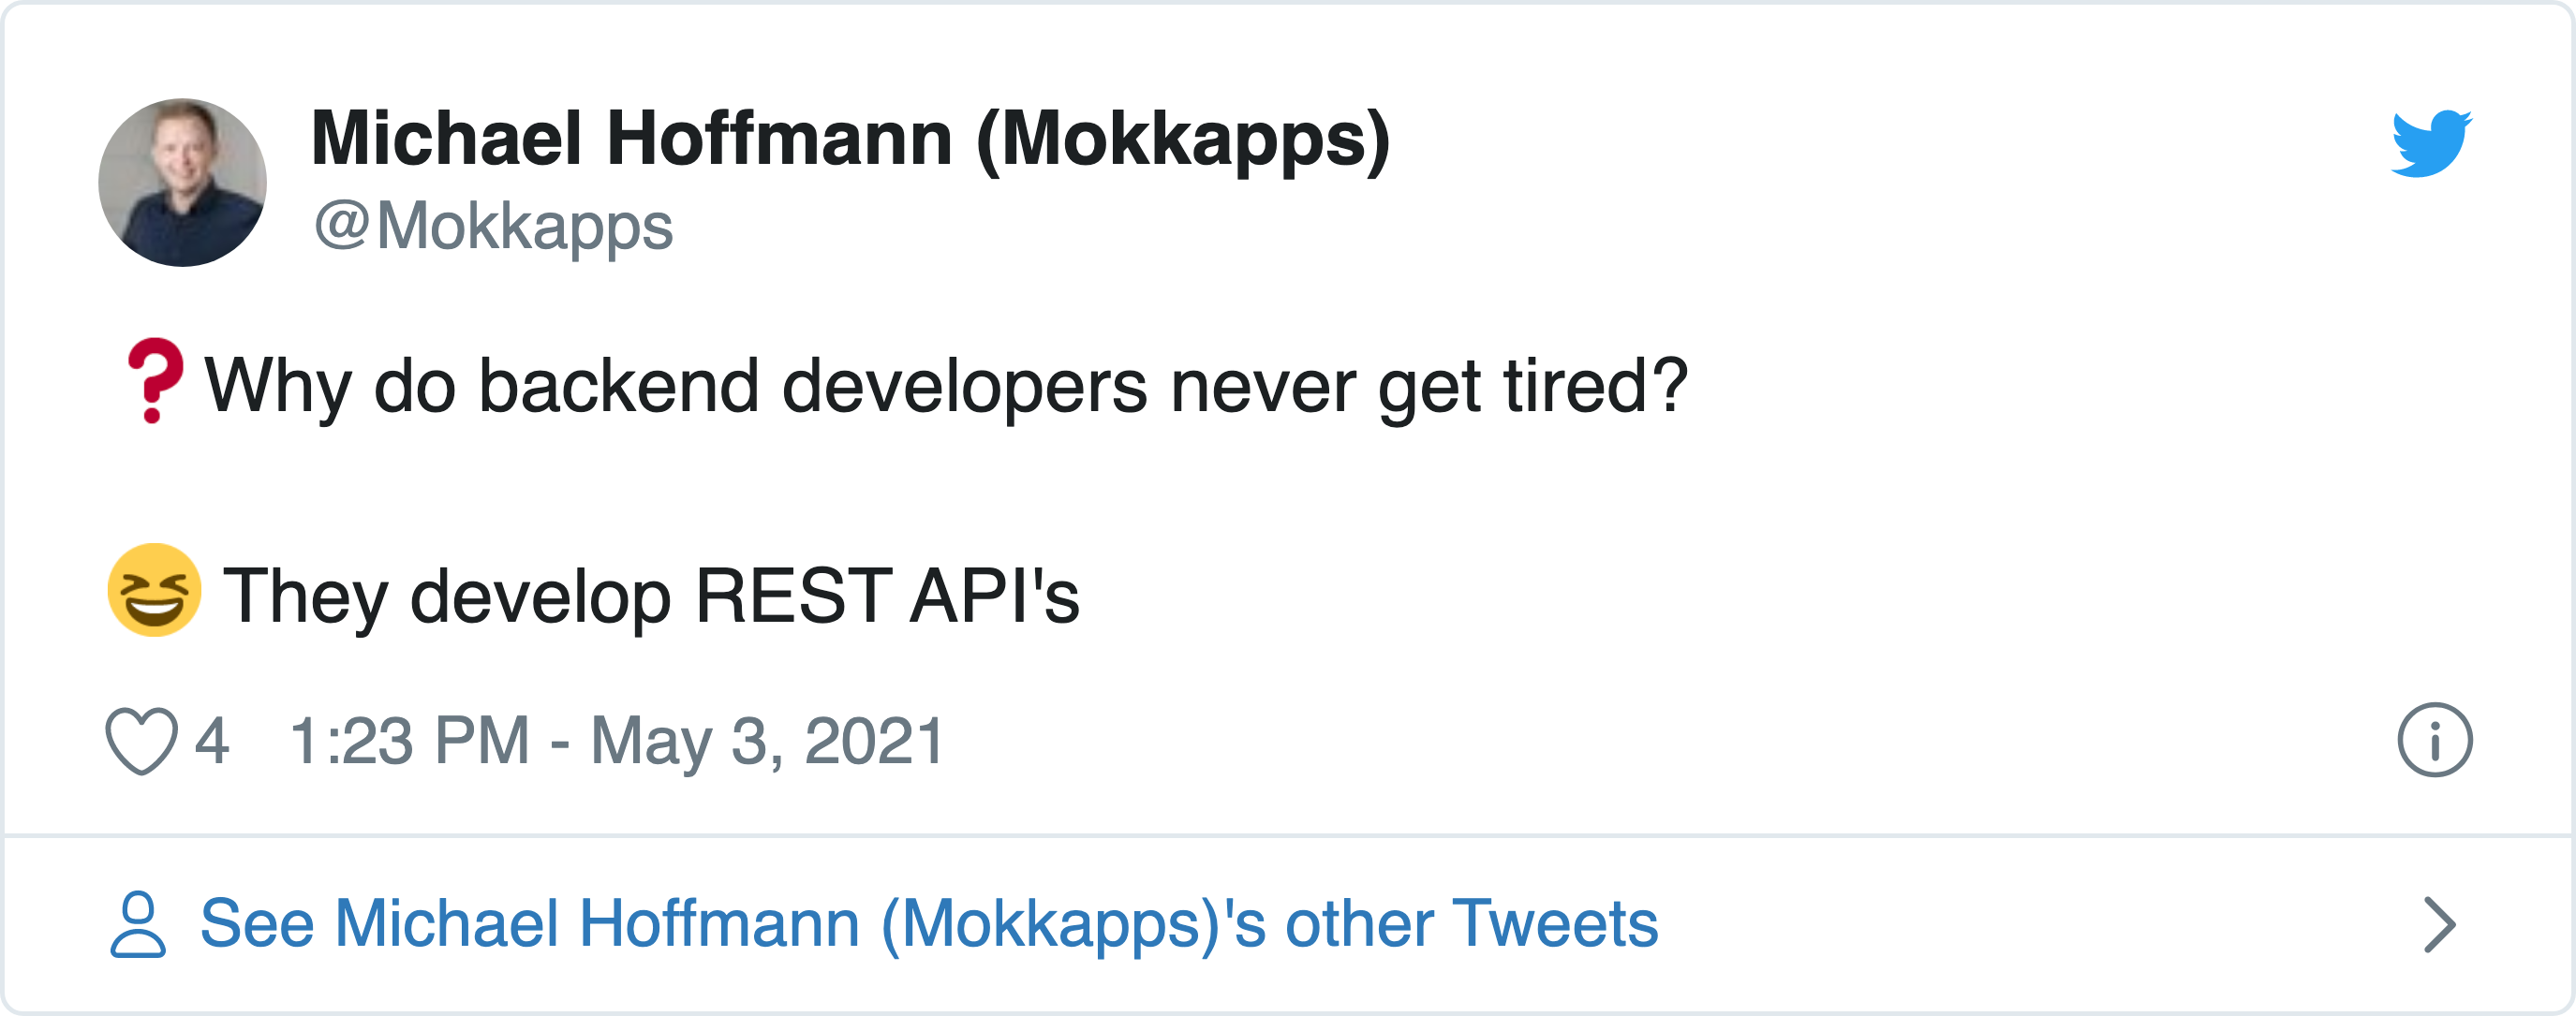 Michael Hoffmann (Mokkapps)
@Mokkapps
❓Why do backend developers never get tired?
😆 They develop REST API's
4 1:23 PM - May 3, 2021
See Michael Hoffmann (Mokkapps)'s other Tweets